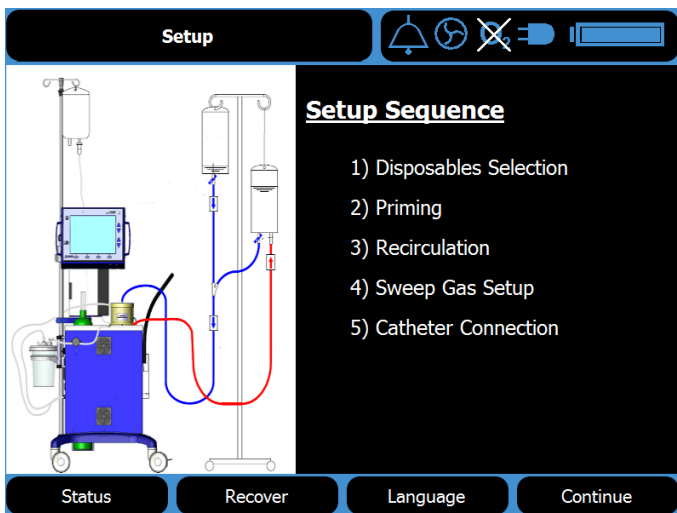 Setup
O2
Setup Sequence
1) Disposables Selection
2) Priming
3) Recirculation
4) Sweep Gas Setup
5) Catheter Connection
Status
Recover
Language
Continue